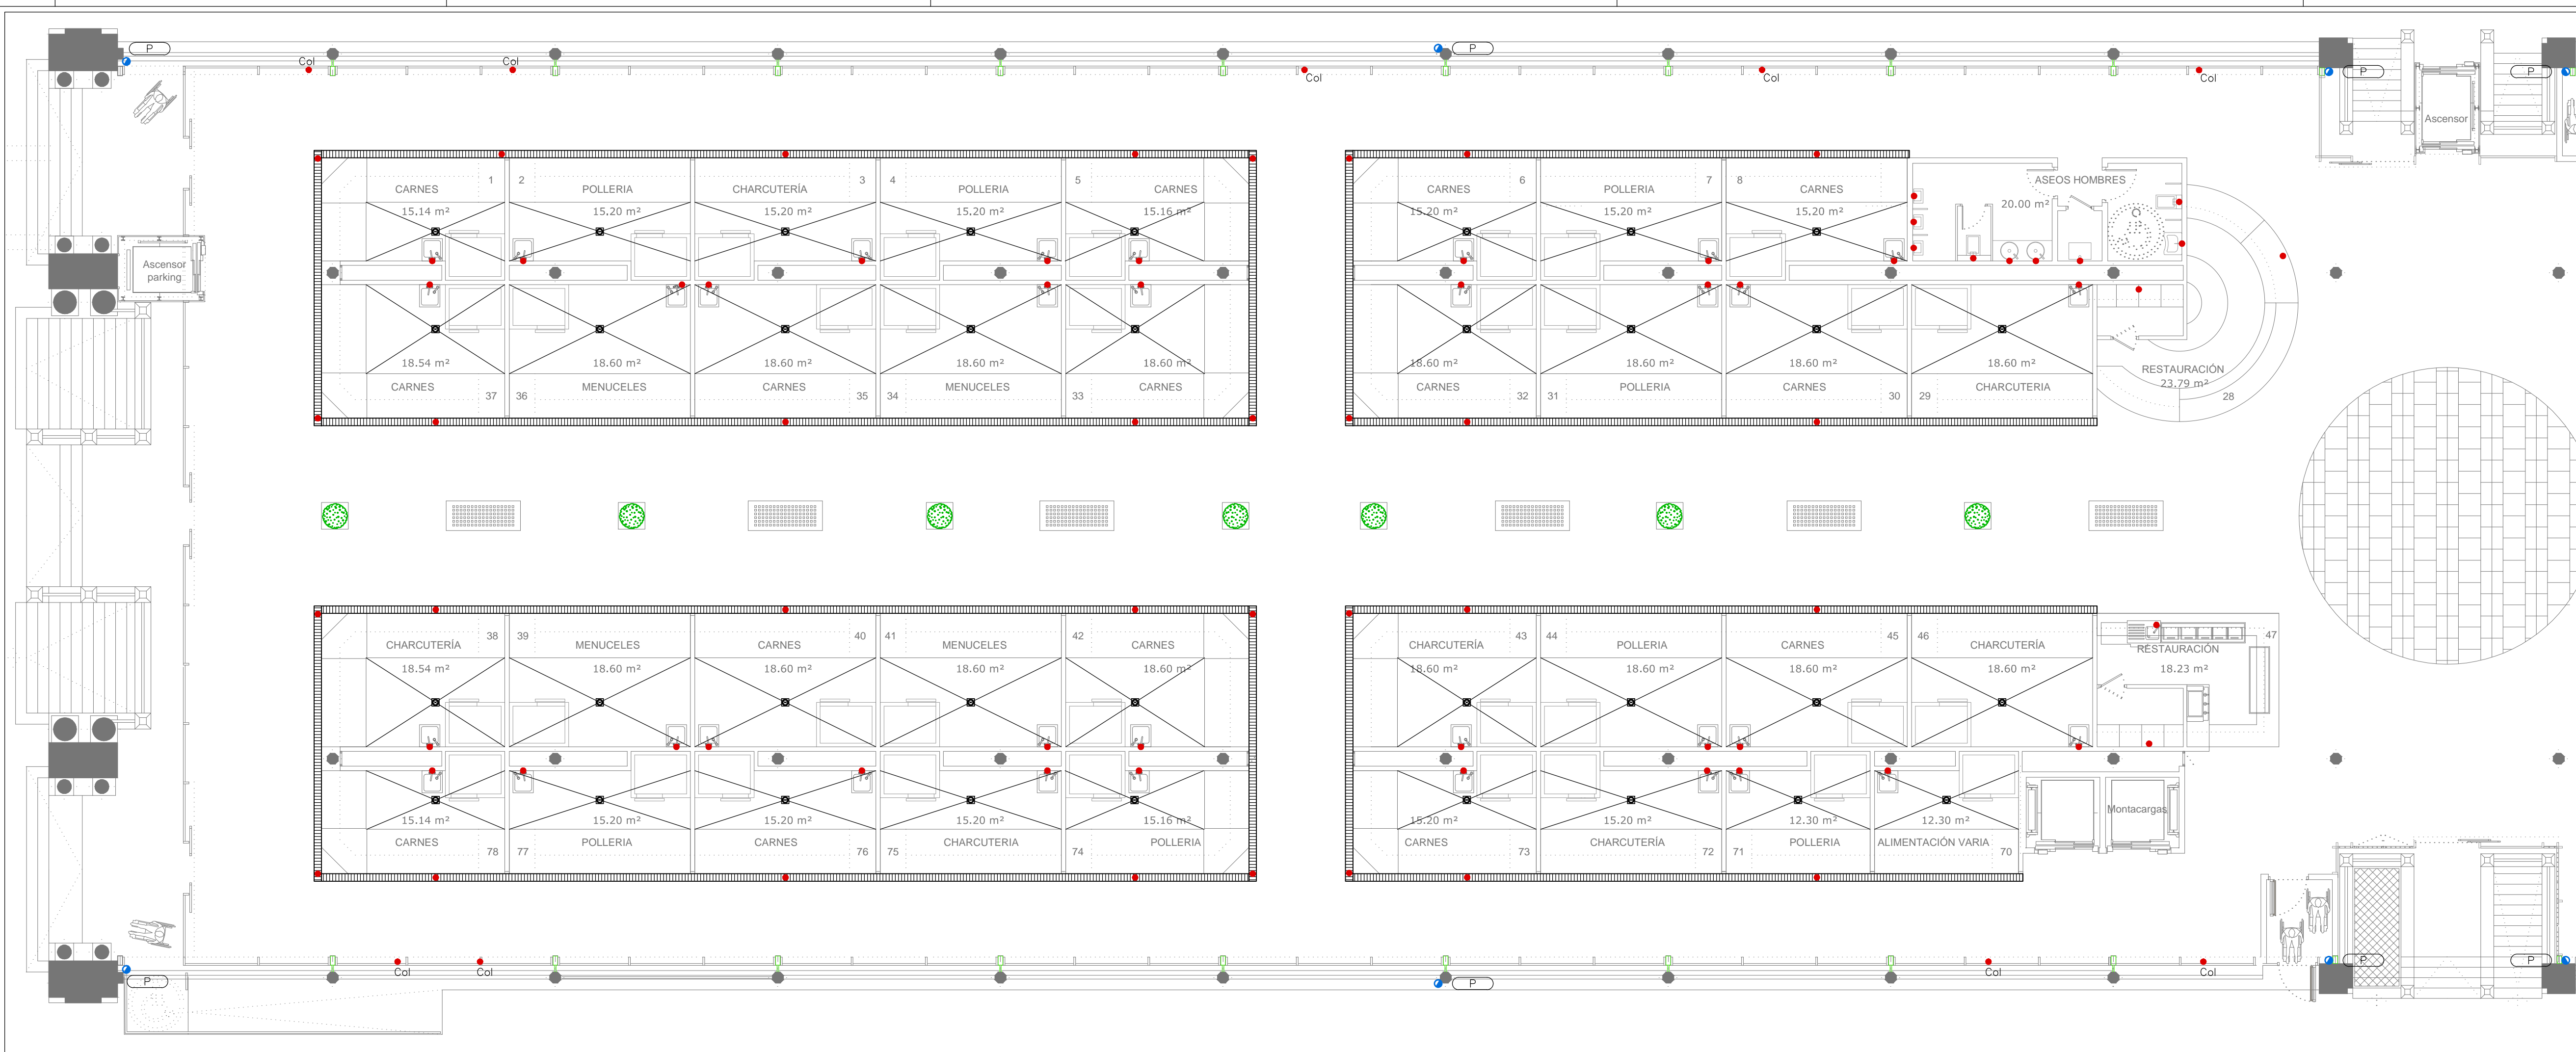 P
P
P
P
Col
Col
Col
Col
Col
Ascensor
1
2
3
4
5
6
7
8
CARNES
POLLERIA
CHARCUTERÍA
POLLERIA
CARNES
CARNES
POLLERIA
CARNES
ASEOS HOMBRES
15.14 m²
15.20 m²
15.20 m²
15.20 m²
15.16 m²
15.20 m²
15.20 m²
15.20 m²
20.00 m²
Ascensor
parking
18.54 m²
18.60 m²
18.60 m²
18.60 m²
18.60 m²
18.60 m²
18.60 m²
18.60 m²
18.60 m²
RESTAURACIÓN
23.79 m²
CARNES
MENUCELES
CARNES
MENUCELES
CARNES
CARNES
POLLERIA
CARNES
CHARCUTERIA
37
36
35
34
33
32
31
30
29
28
38
39
40
41
42
43
44
45
46
47
CHARCUTERÍA
MENUCELES
CARNES
MENUCELES
CARNES
CHARCUTERÍA
POLLERIA
CARNES
CHARCUTERÍA
RESTAURACIÓN
18.54 m²
18.60 m²
18.60 m²
18.60 m²
18.60 m²
18.60 m²
18.60 m²
18.60 m²
18.60 m²
18.23 m²
15.14 m²
15.20 m²
15.20 m²
15.20 m²
15.16 m²
15.20 m²
15.20 m²
12.30 m²
12.30 m²
Montacargas
CARNES
POLLERIA
CARNES
CHARCUTERIA
POLLERIA
CARNES
CHARCUTERÍA
POLLERIA
ALIMENTACIÓN VARIA
78
77
76
75
74
73
72
71
70
Col
Col
Col
Col
P
P
P
P